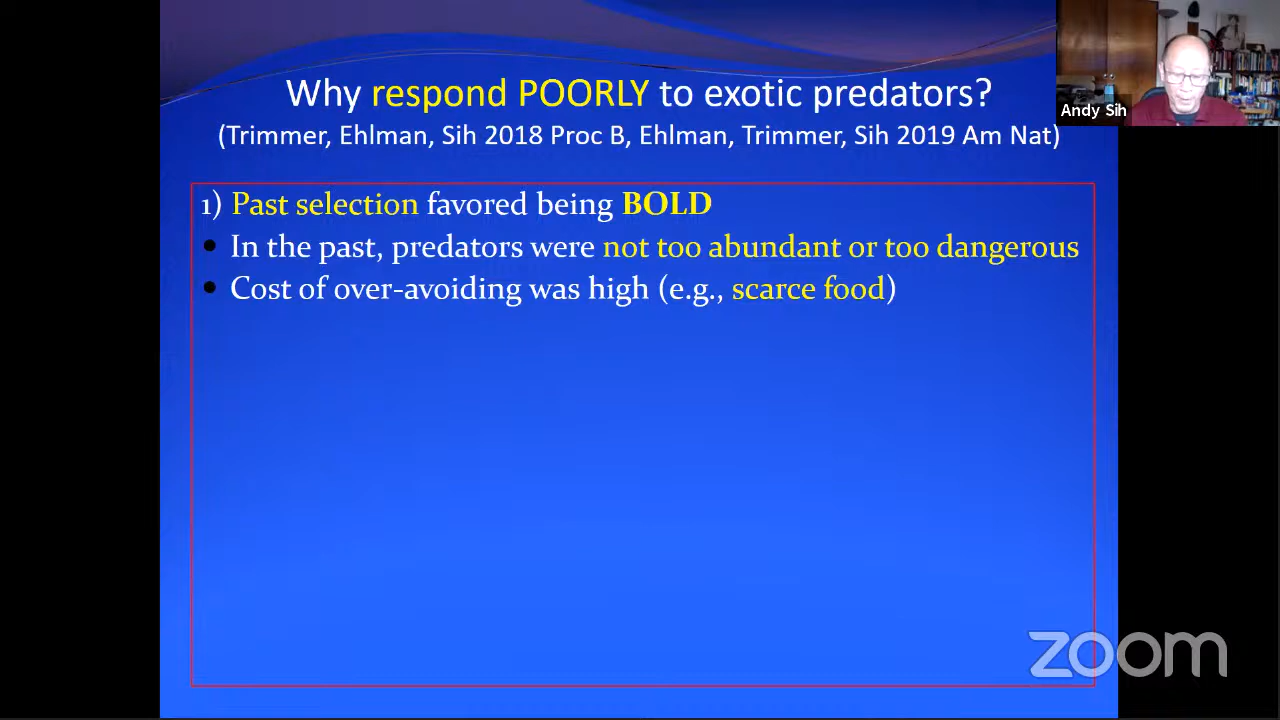 Why respond POORLY to exotic predators?
(Trimmer, Ehlman, Sih 2018 Proc B, Ehlman, Trimmer, Sih 2019 Am Nat)
Andy Sih
1) Past selection favored being BOLD
• In the past, predators were not too abundant or too dangerous
• Cost of over-avoiding was high (e.g., scarce food)
zoom